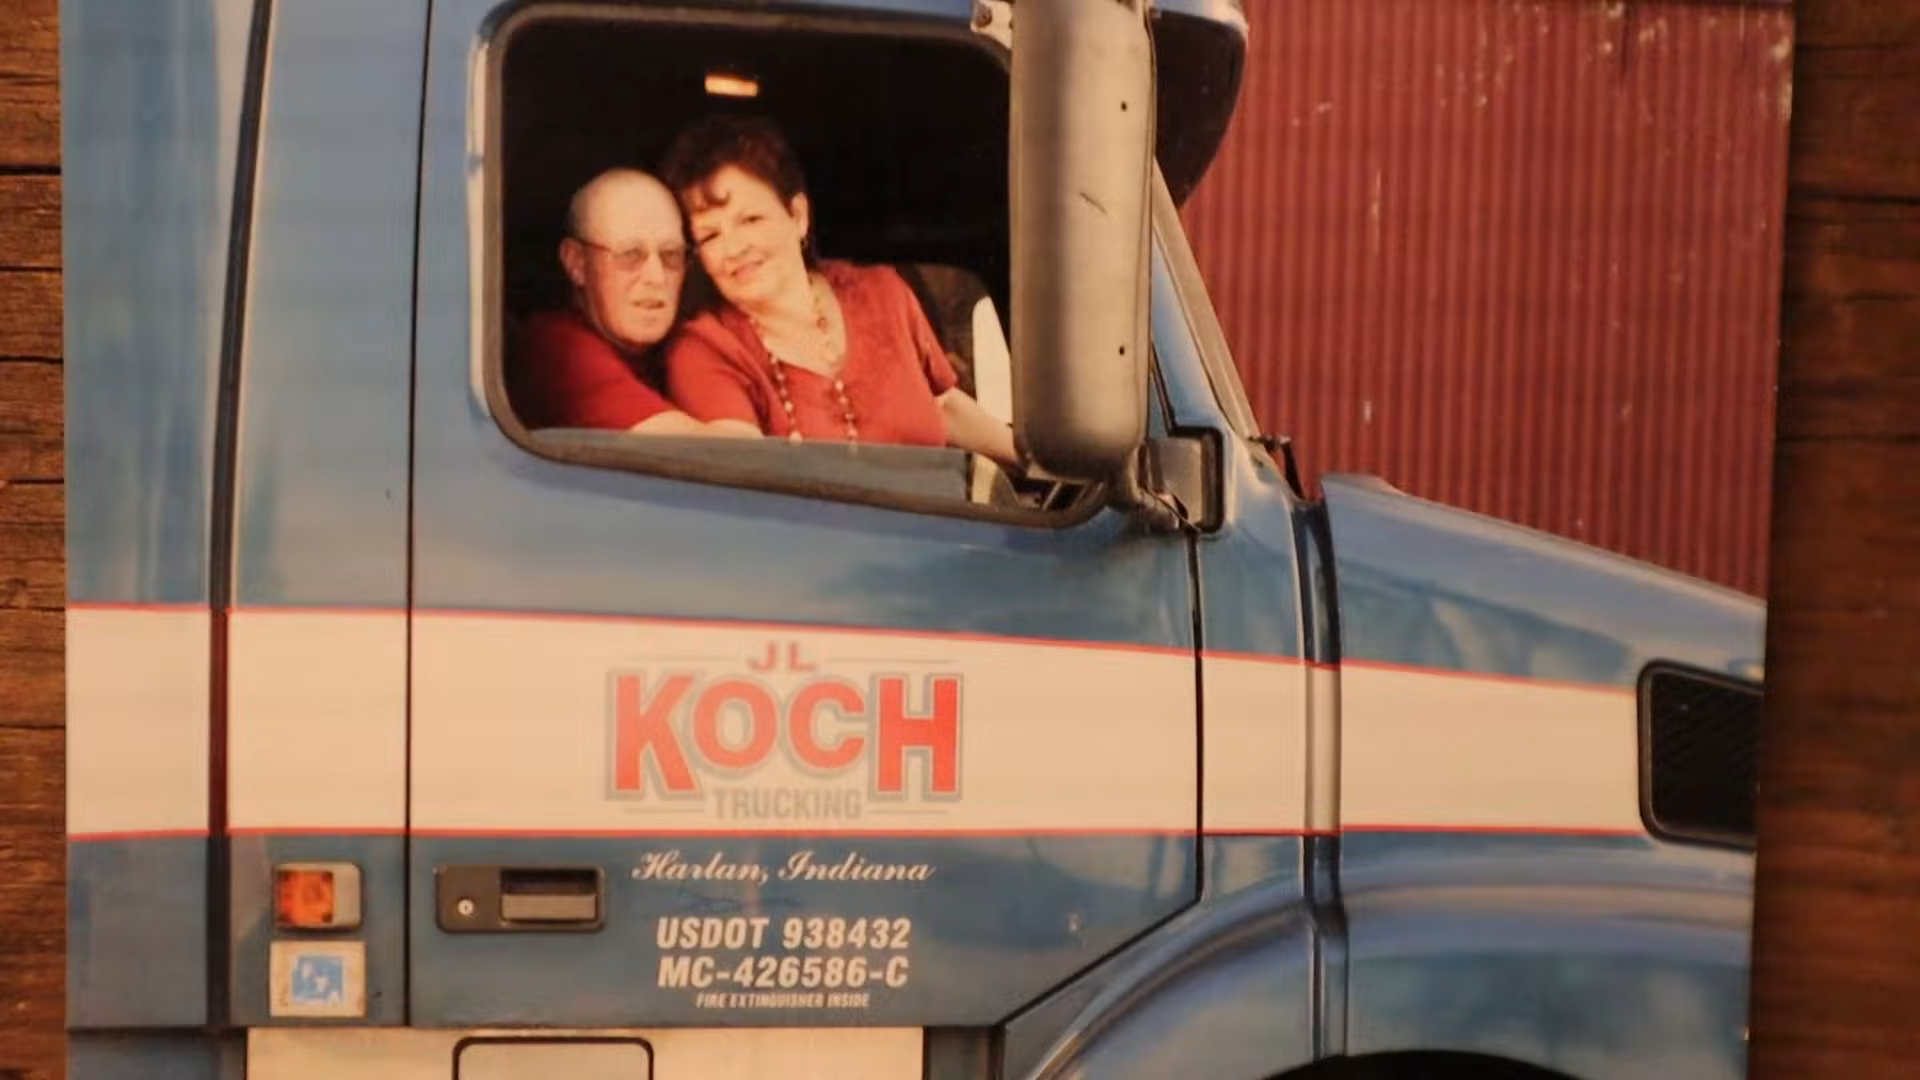 JL
KOCH
TRUCKING
Harlan, Indiana
USDOT 938432
MC-426586-C
FIRE EXTINGUISHER INSIDE